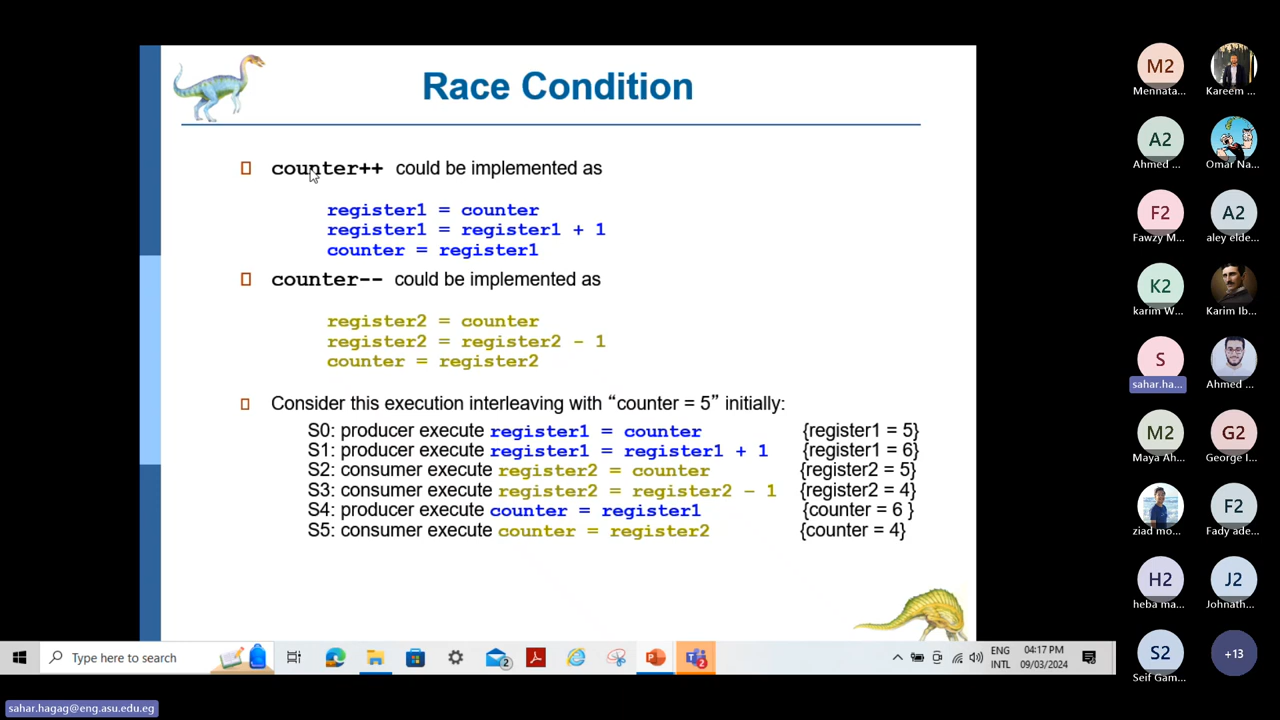 Race Condition
counter++ could be implemented as
register1 = counter
register1 = register1 + 1
counter = register1
counter-- could be implemented as
register2 = counter
register2 = register2 - 1
counter = register2
Consider this execution interleaving with “counter = 5” initially:
S0: producer execute register1 = counter {register1 = 5}
S1: producer execute register1 = register1 + 1 {register1 = 6}
S2: consumer execute register2 = counter {register2 = 5}
S3: consumer execute register2 = register2 - 1 {register2 = 4}
S4: producer execute counter = register1 {counter = 6 }
S5: consumer execute counter = register2 {counter = 4}
M2
Mennata...
Kareem ...
A2
Ahmed ...
Omar Na...
F2
Fawzy M...
A2
aley elde...
K2
karim W...
Karim Ib...
S
sahar.ha...
Ahmed ...
M2
Maya Ah...
G2
George I...
ziad mo...
F2
Fady ade...
H2
heba ma...
J2
Johnath...
S2
Seif Gam...
+13
Type here to search
2
2
ENG
INTL
04:17 PM
09/03/2024
sahar.hagag@eng.asu.edu.eg